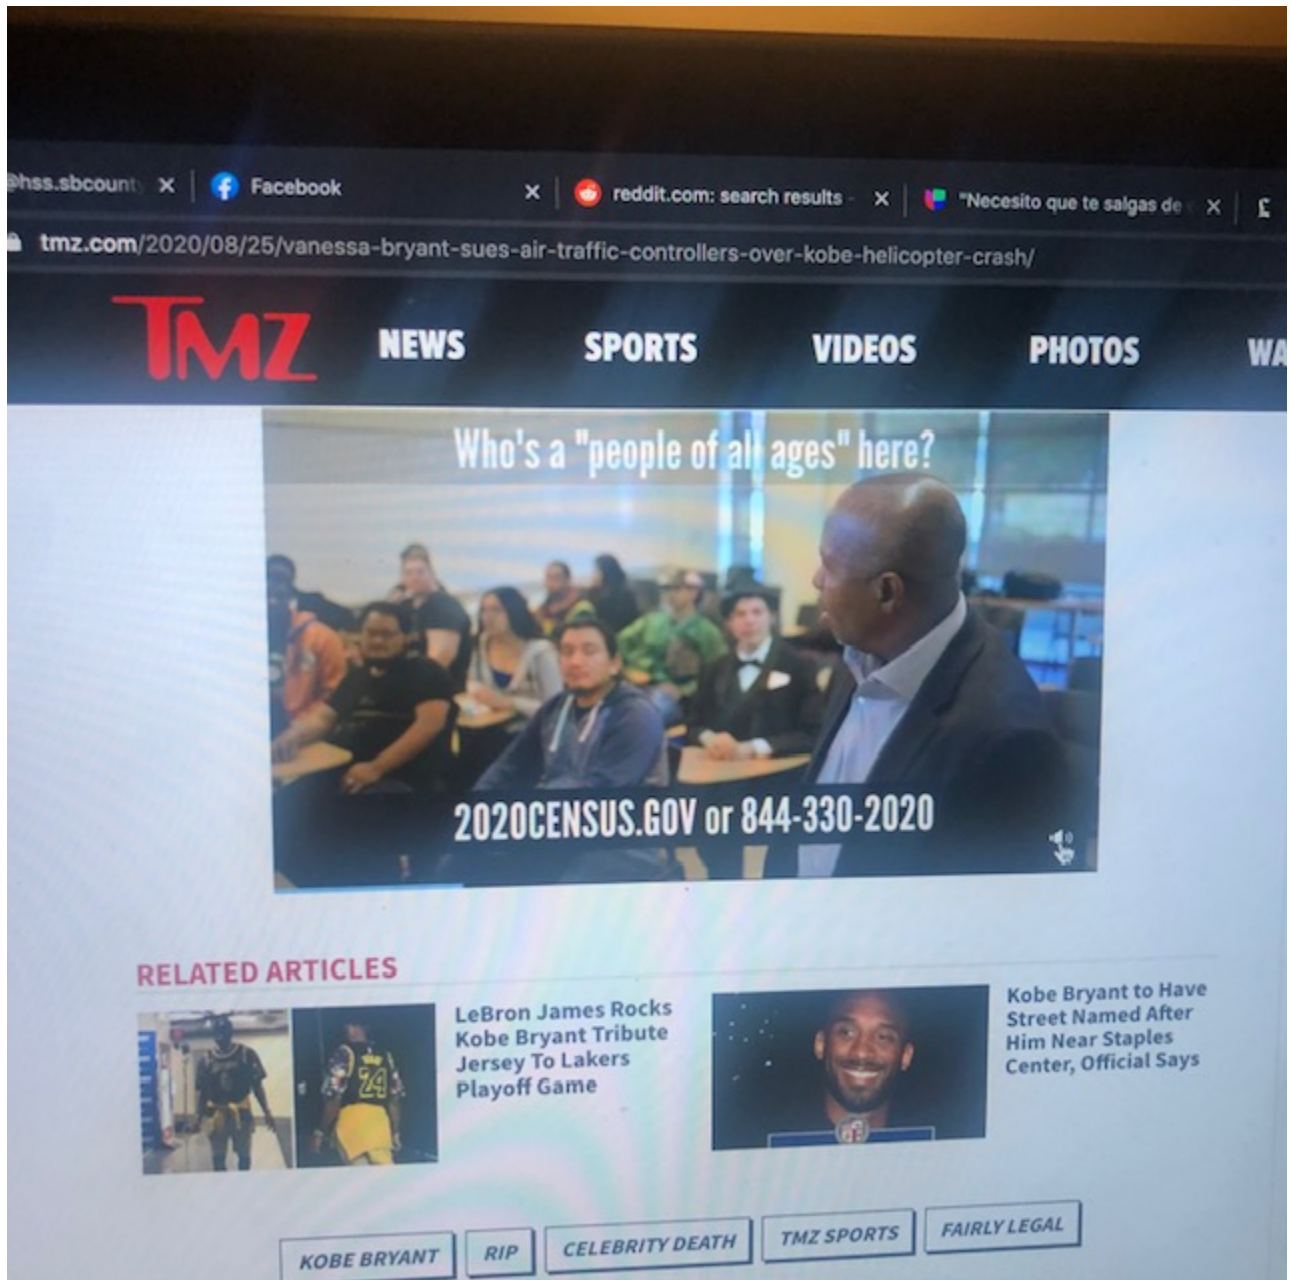 @hss.sbcount
Facebook
reddit.com: search results -
"Necesito que te salgas de
tmz.com/2020/08/25/vanessa-bryant-sues-air-traffic-controllers-over-kobe-helicopter-crash/
TMZ
NEWS
SPORTS
VIDEOS
PHOTOS
WA
Who's a "people of all ages" here?
2020CENSUS.GOV or 844-330-2020
RELATED ARTICLES
LeBron James Rocks
Kobe Bryant Tribute
Jersey To Lakers
Playoff Game
24
Kobe Bryant to Have
Street Named After
Him Near Staples
Center, Official Says
KOBE BRYANT
RIP
CELEBRITY DEATH
TMZ SPORTS
FAIRLY LEGAL